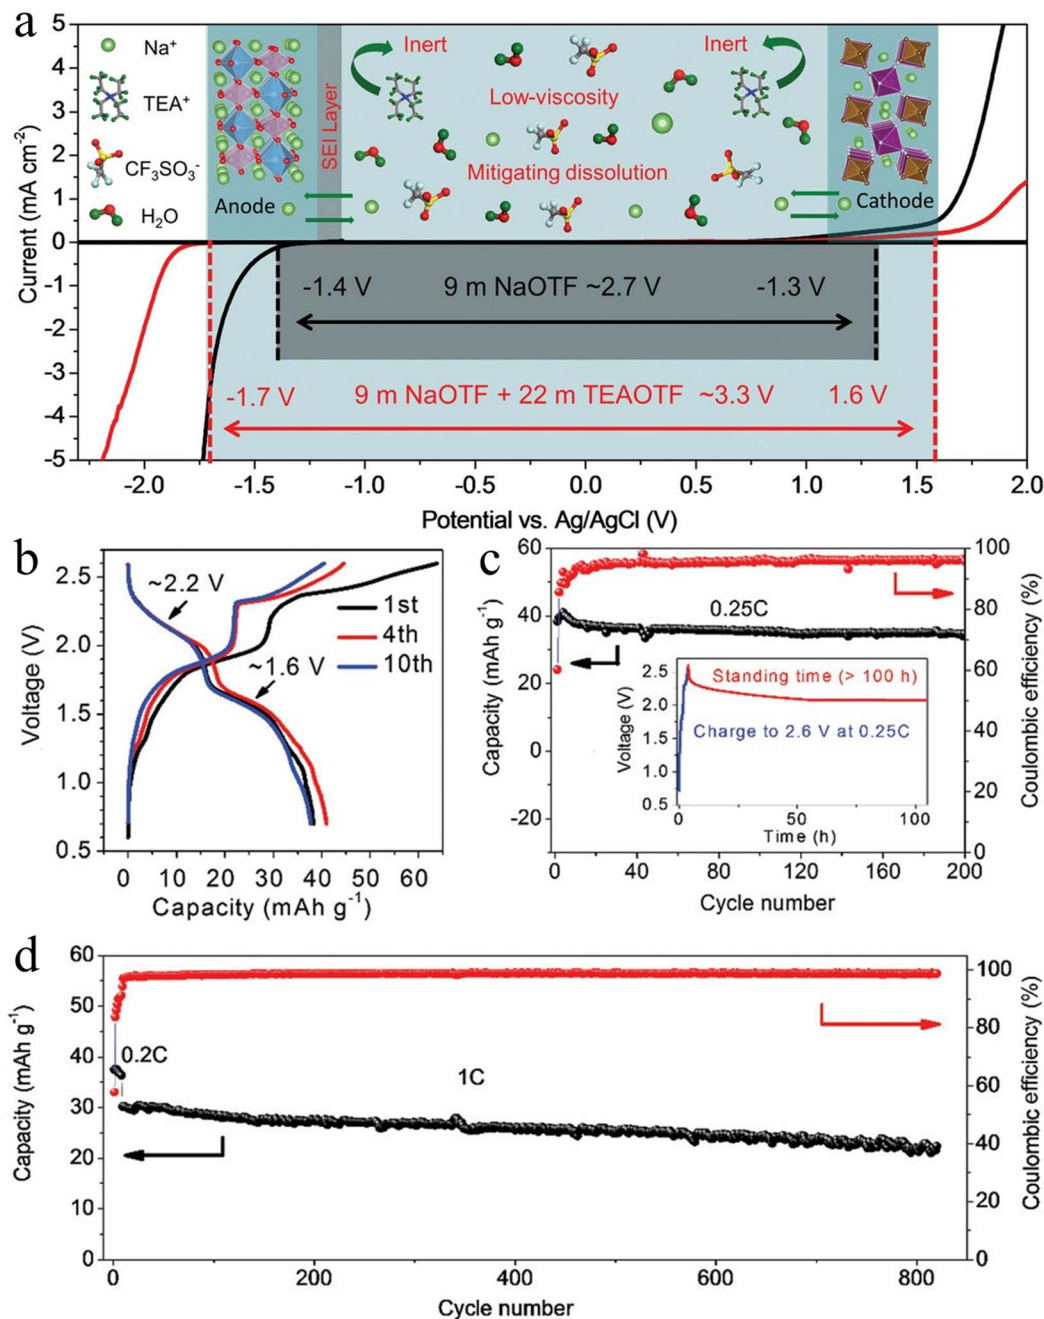 a
Na⁺
TEA⁺
CF₃SO₃⁻
H₂O
Inert
Inert
Low-viscosity
Mitigating dissolution
SEI Layer
Anode
Cathode
-1.4 V 9 m NaOTF ~2.7 V -1.3 V
-1.7 V 9 m NaOTF + 22 m TEAOTF ~3.3 V 1.6 V
Current (mA cm⁻²)
5
4
3
2
1
0
-1
-2
-3
-4
-5
-2.0 -1.5 -1.0 -0.5 0.0 0.5 1.0 1.5 2.0
Potential vs. Ag/AgCl (V)
b
~2.2 V
1st
4th
10th
~1.6 V
Voltage (V)
2.5
2.0
1.5
1.0
0.5
0 10 20 30 40 50 60
Capacity (mAh g⁻¹)
c
0.25C
Capacity (mAh g⁻¹)
60
40
20
0
-20
Coulombic efficiency (%)
100
80
60
40
20
0
Standing time (> 100 h)
Charge to 2.6 V at 0.25C
Voltage (V)
2.5
2.0
1.5
1.0
0.5
0 50 100
Time (h)
0 40 80 120 160 200
Cycle number
d
0.2C
1C
Capacity (mAh g⁻¹)
60
50
40
30
20
10
0
Coulombic efficiency (%)
100
80
60
40
20
0
0 200 400 600 800
Cycle number